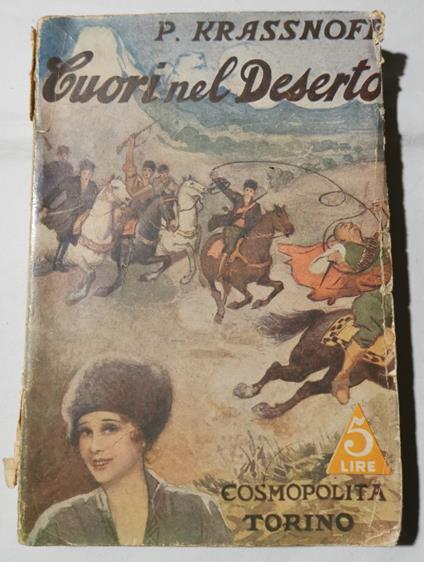 P. KRASSNOFF
Cuori nel Deserto
5
LIRE
COSMOPOLITA
TORINO